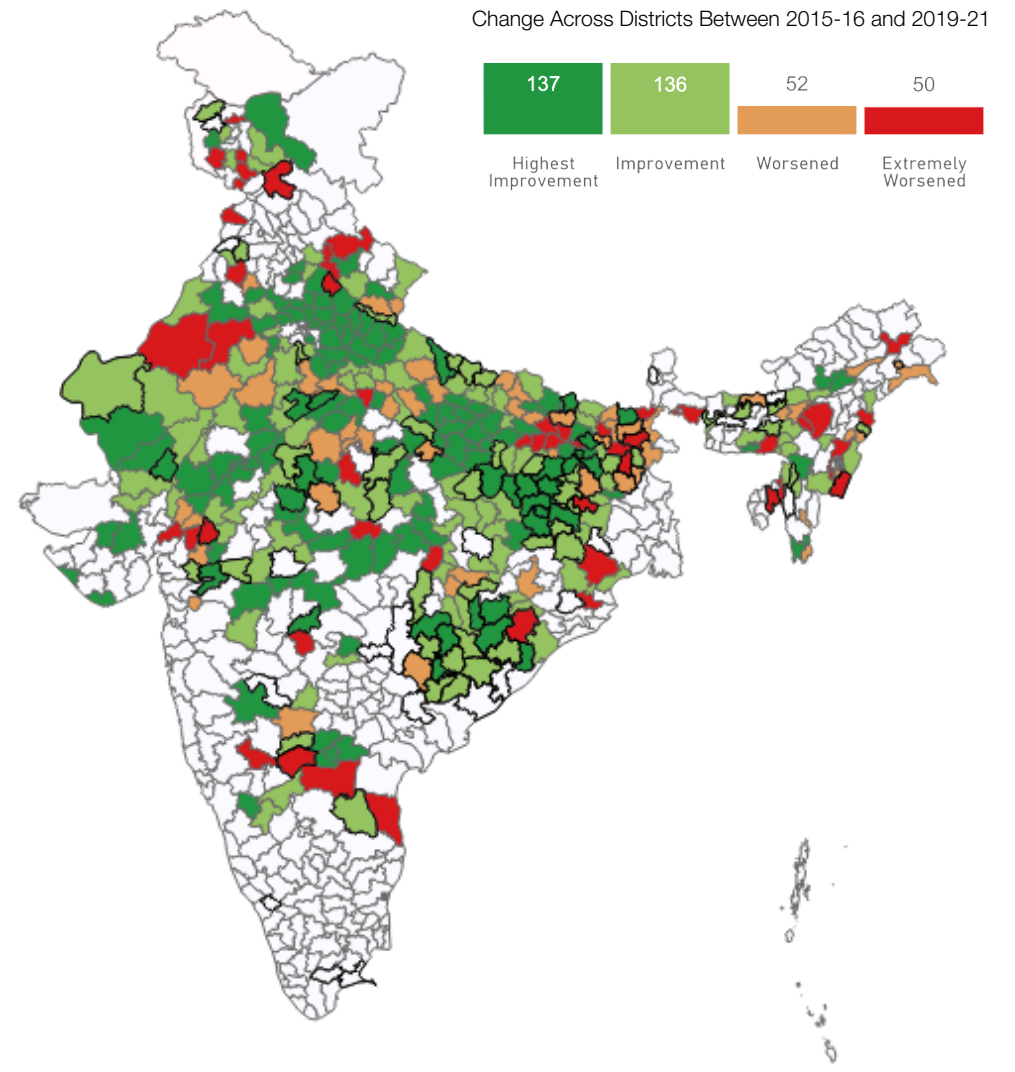 Change Across Districts Between 2015-16 and 2019-21
137 136 52 50
Highest Improvement Worsened Extremely
Improvement Worsened